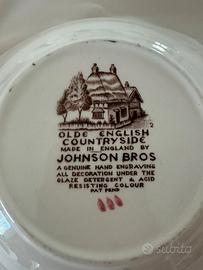 OLDE ENGLISH
COUNTRYSIDE
MADE IN ENGLAND BY
JOHNSON BROS
A GENUINE HAND ENGRAVING
ALL DECORATION UNDER THE
GLAZE DETERGENT & ACID
RESISTING COLOUR
PAT PEND
subito